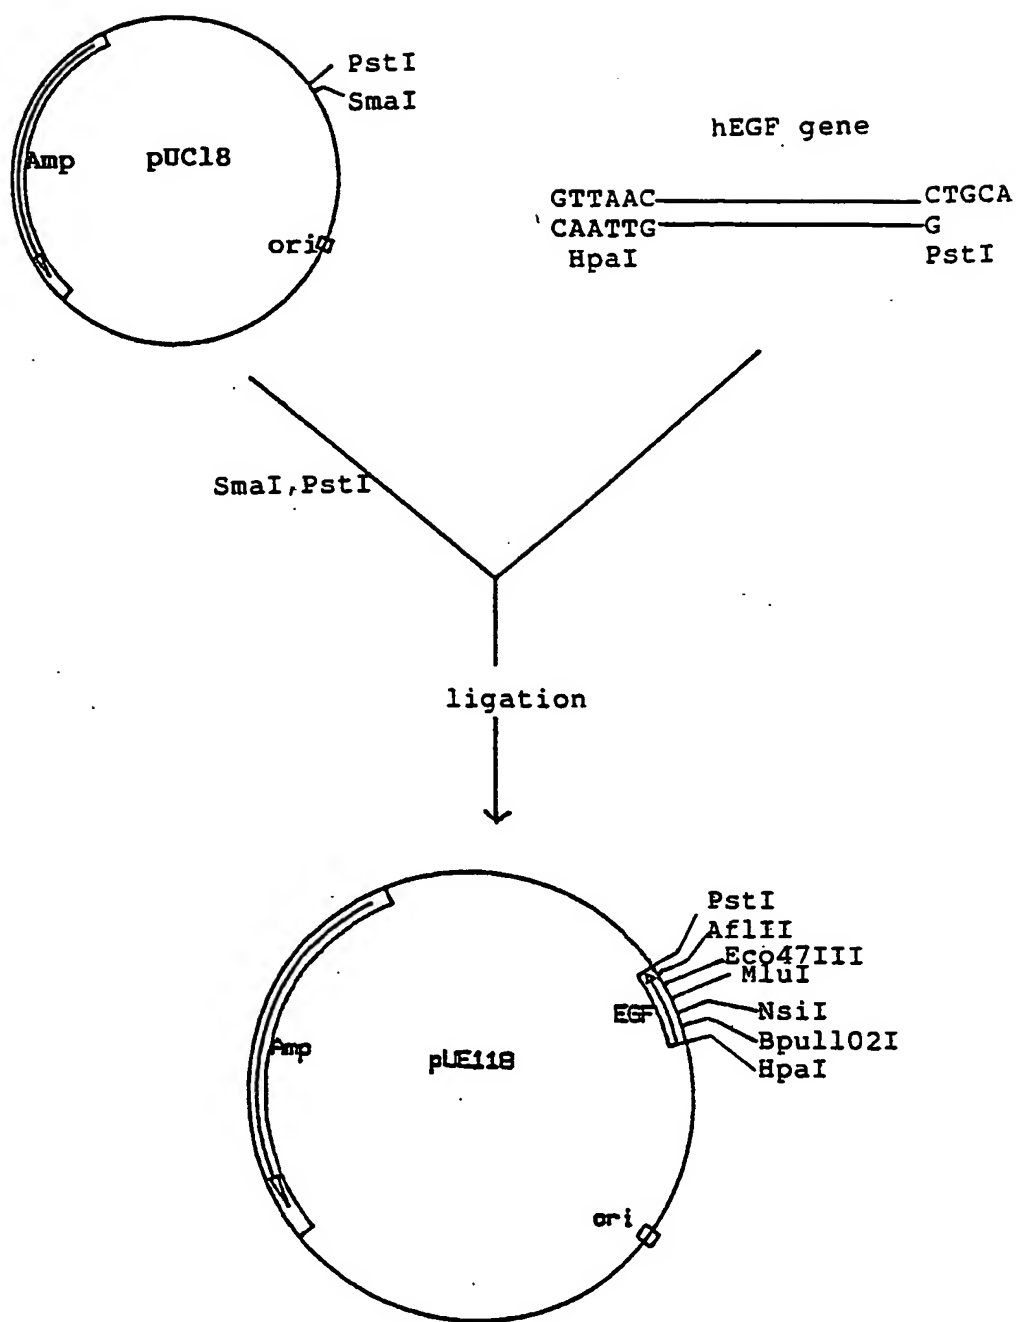 PstI
SmaI
Amp
pUC18
ori
hEGF gene
GTTAAC CTGCA
CAATTG G
HpaI PstI
SmaI,PstI
ligation
PstI
AflII
Eco47III
MluI
NsiI
Bpu1102I
HpaI
EGF
Amp
pUE118
ori